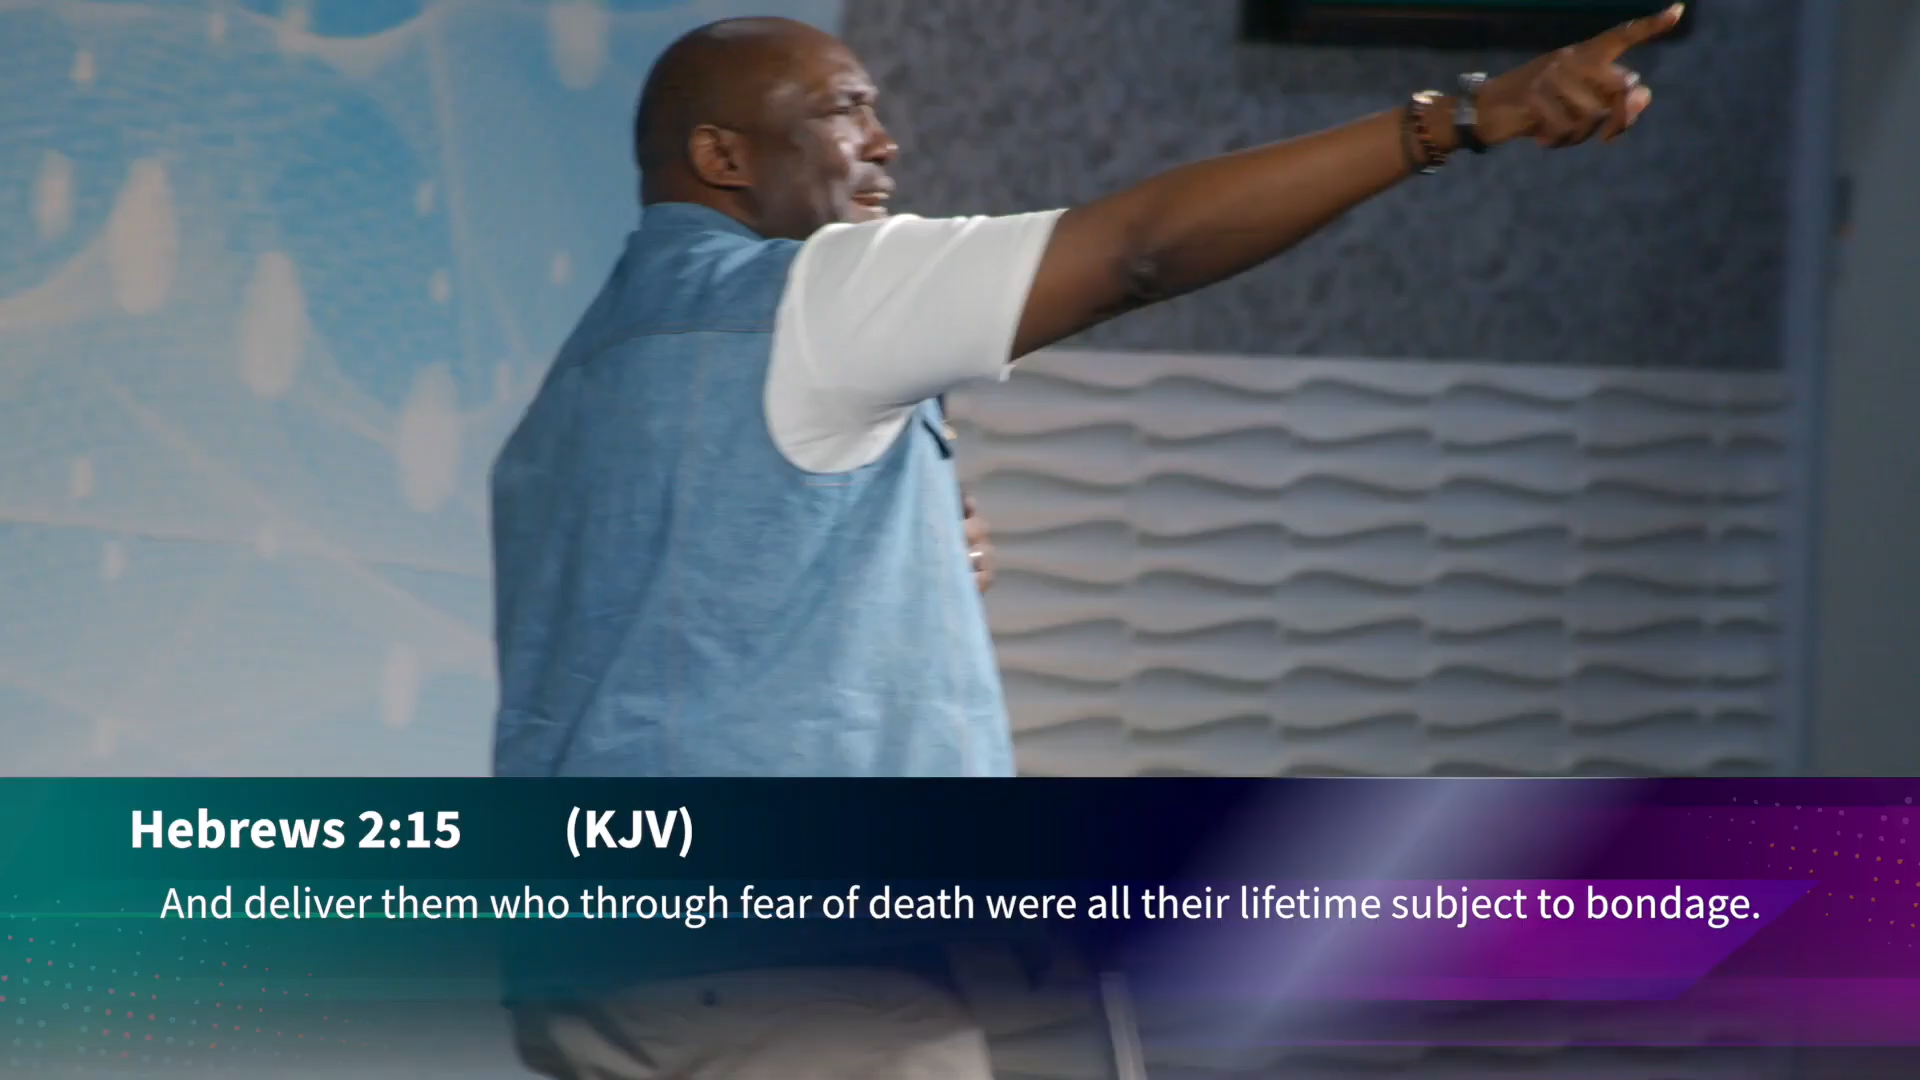 Hebrews 2:15 (KJV)
And deliver them who through fear of death were all their lifetime subject to bondage.